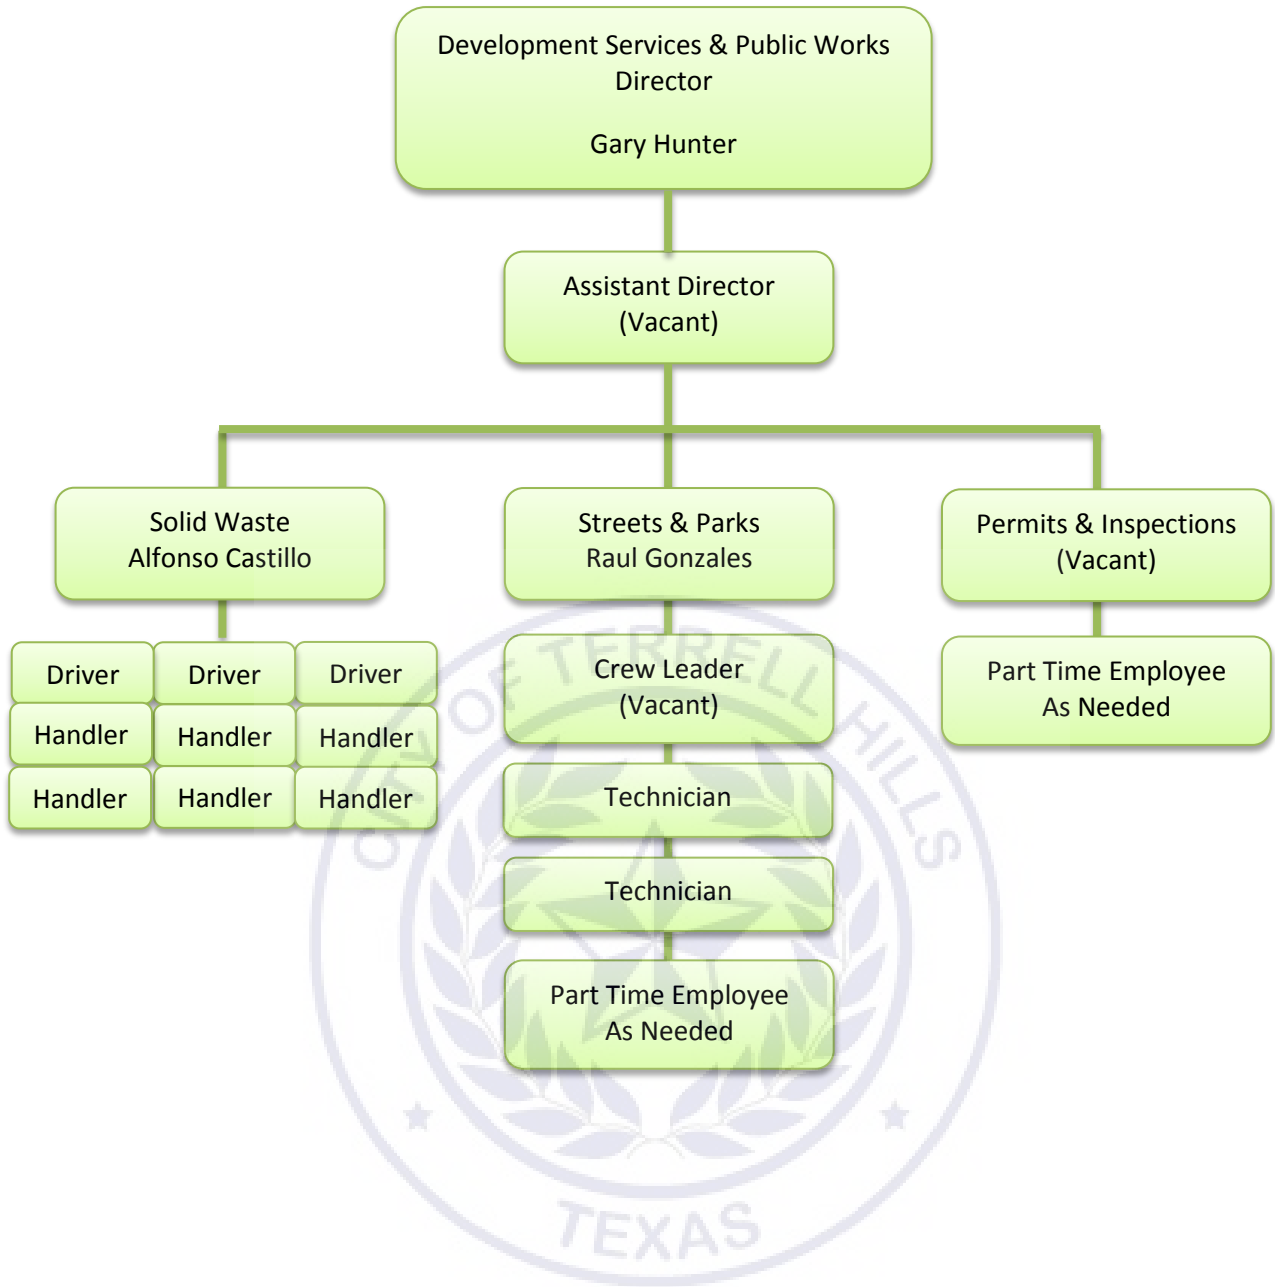 Development Services & Public Works
Director
Gary Hunter
Assistant Director
(Vacant)
Solid Waste
Alfonso Castillo
Driver
Driver
Driver
Handler
Handler
Handler
Handler
Handler
Handler
Streets & Parks
Raul Gonzales
Crew Leader
(Vacant)
Technician
Technician
Part Time Employee
As Needed
Permits & Inspections
(Vacant)
Part Time Employee
As Needed
CITY OF TERRELL HILLS
TEXAS